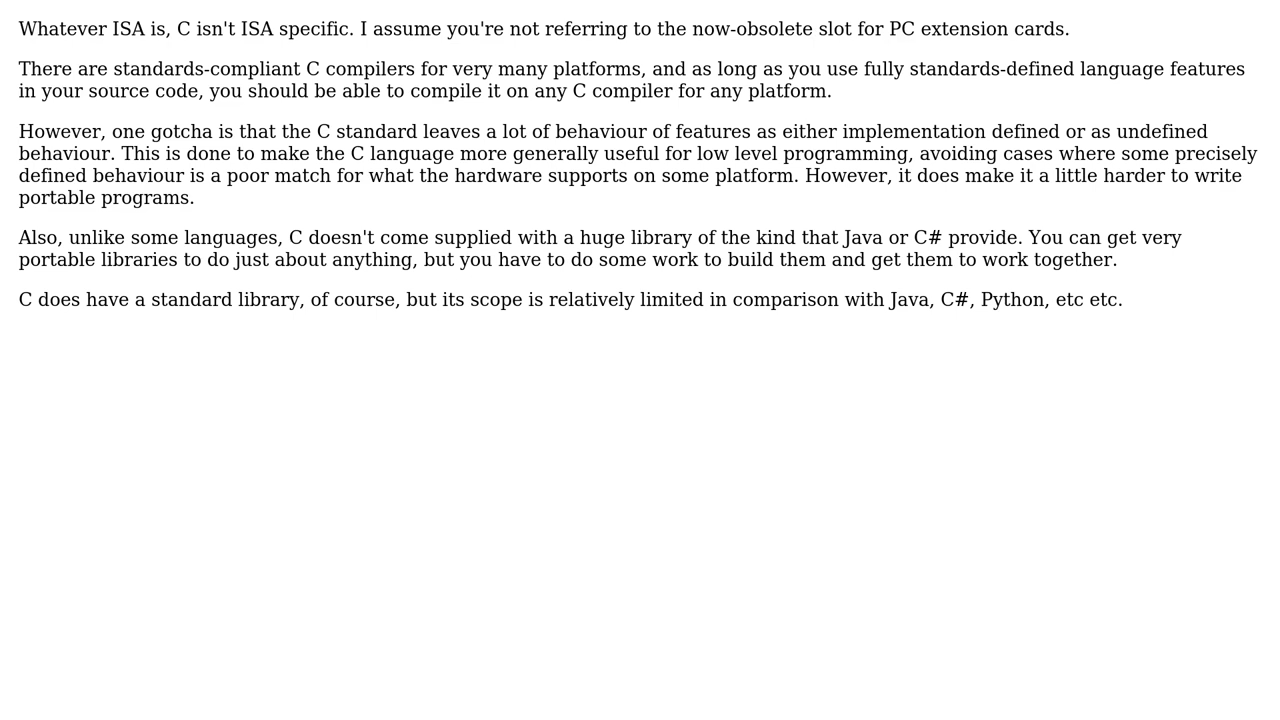 Whatever ISA is, C isn't ISA specific. I assume you're not referring to the now-obsolete slot for PC extension cards.
There are standards-compliant C compilers for very many platforms, and as long as you use fully standards-defined language features
in your source code, you should be able to compile it on any C compiler for any platform.
However, one gotcha is that the C standard leaves a lot of behaviour of features as either implementation defined or as undefined
behaviour. This is done to make the C language more generally useful for low level programming, avoiding cases where some precisely
defined behaviour is a poor match for what the hardware supports on some platform. However, it does make it a little harder to write
portable programs.
Also, unlike some languages, C doesn't come supplied with a huge library of the kind that Java or C# provide. You can get very
portable libraries to do just about anything, but you have to do some work to build them and get them to work together.
C does have a standard library, of course, but its scope is relatively limited in comparison with Java, C#, Python, etc etc.